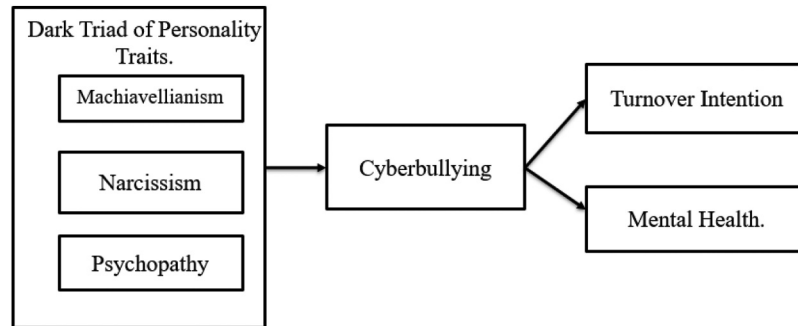 Dark Triad of Personality
Traits.
Machiavellianism
Narcissism
Psychopathy
Cyberbullying
Turnover Intention
Mental Health.